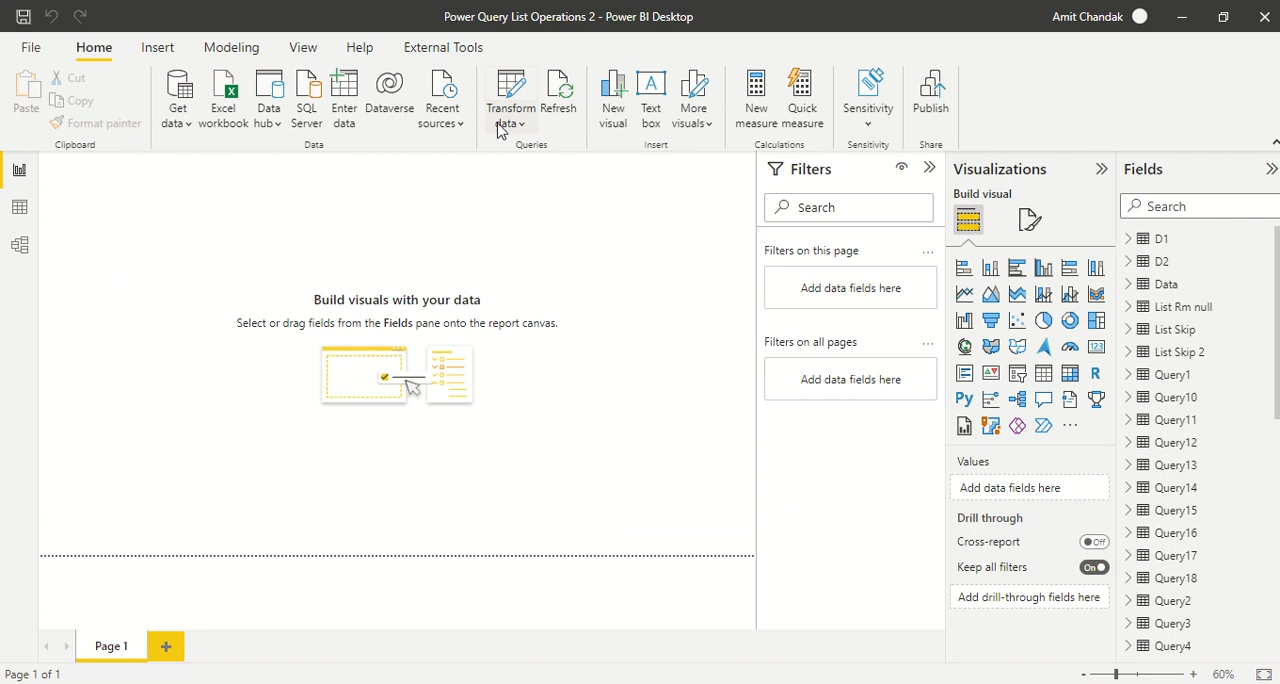 Power Query List Operations 2 - Power BI Desktop
Amit Chandak
File Home Insert Modeling View Help External Tools
Paste
Cut
Copy
Format painter
Get data
Excel workbook
Data hub
SQL Server
Enter data
Dataverse
Recent sources
Transform data
Refresh
New visual
Text box
More visuals
New measure
Quick measure
Sensitivity
Publish
Clipboard
Data
Queries
Insert
Calculations
Sensitivity
Share
Build visuals with your data
Select or drag fields from the Fields pane onto the report canvas.
Filters
Search
Filters on this page
...
Add data fields here
Filters on all pages
...
Add data fields here
Visualizations
Build visual
123
R
Py
...
Values
Add data fields here
Drill through
Cross-report
Off
Keep all filters
On
Add drill-through fields here
Fields
Search
D1
D2
Data
List Rm null
List Skip
List Skip 2
Query1
Query10
Query11
Query12
Query13
Query14
Query15
Query16
Query17
Query18
Query2
Query3
Query4
Page 1
+
Page 1 of 1
- + 60%